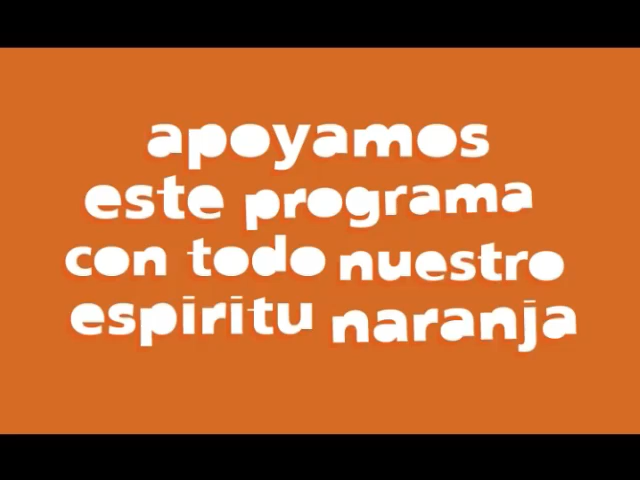 apoyamos
este programa
con todo nuestro
espiritu naranja